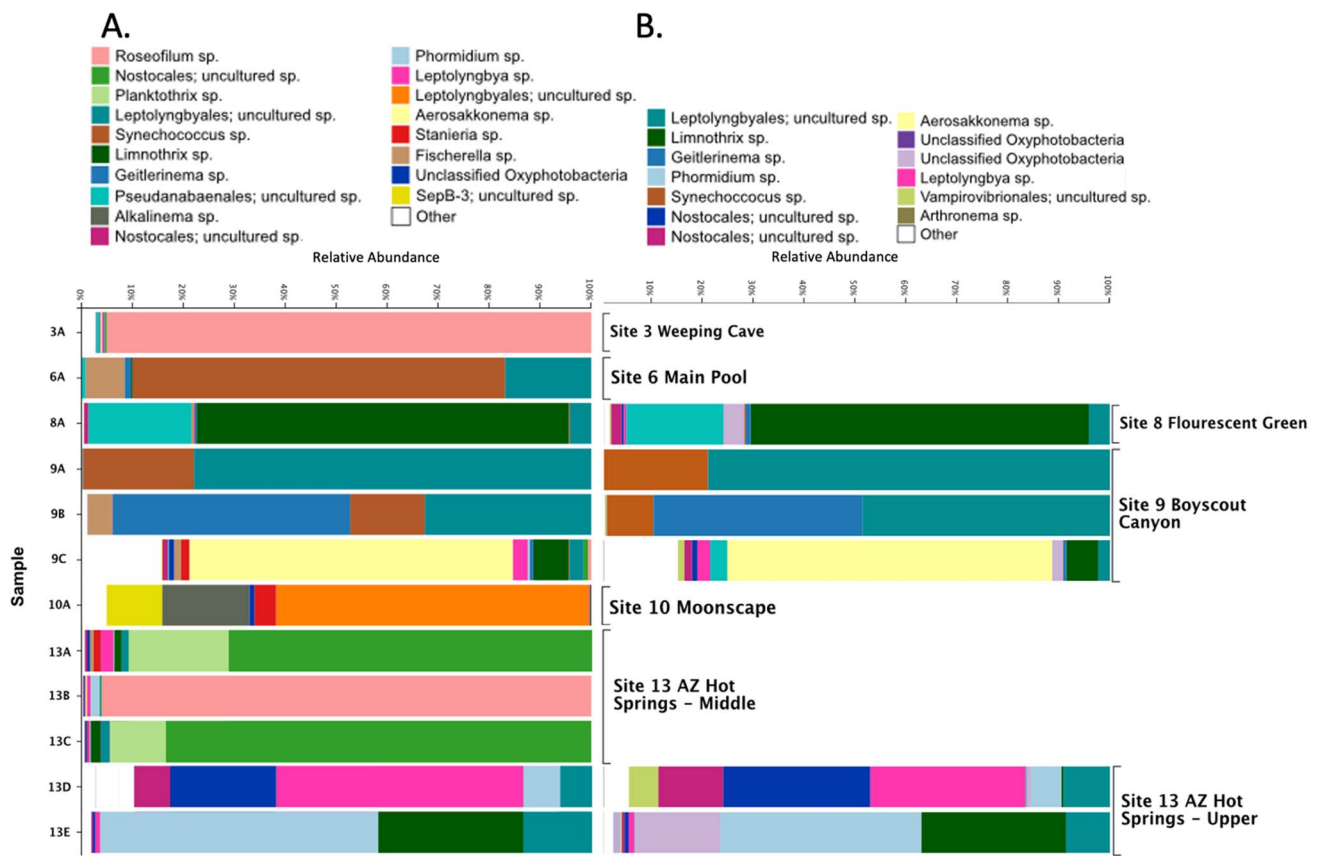 A.
Roseofilum sp.
Nostocales; uncultured sp.
Planktothrix sp.
Leptolyngbyales; uncultured sp.
Synechococcus sp.
Limnothrix sp.
Geitlerinema sp.
Pseudanabaenales; uncultured sp.
Alkalinema sp.
Nostocales; uncultured sp.
Phormidium sp.
Leptolyngbya sp.
Leptolyngbyales; uncultured sp.
Aerosakkonema sp.
Stanieria sp.
Fischerella sp.
Unclassified Oxyphotobacteria
SepB-3; uncultured sp.
Other
B.
Leptolyngbyales; uncultured sp.
Limnothrix sp.
Geitlerinema sp.
Phormidium sp.
Synechoccocus sp.
Nostocales; uncultured sp.
Nostocales; uncultured sp.
Aerosakkonema sp.
Unclassified Oxyphotobacteria
Unclassified Oxyphotobacteria
Leptolyngbya sp.
Vampirovibrionales; uncultured sp.
Arthronema sp.
Other
Relative Abundance
0% 10% 20% 30% 40% 50% 60% 70% 80% 90% 100%
Relative Abundance
10% 20% 30% 40% 50% 60% 70% 80% 90% 100%
Sample
3A
6A
8A
9A
9B
9C
10A
13A
13B
13C
13D
13E
Site 3 Weeping Cave
Site 6 Main Pool
Site 8 Flourescent Green
Site 9 Boyscout
Canyon
Site 10 Moonscape
Site 13 AZ Hot
Springs – Middle
Site 13 AZ Hot
Springs – Upper